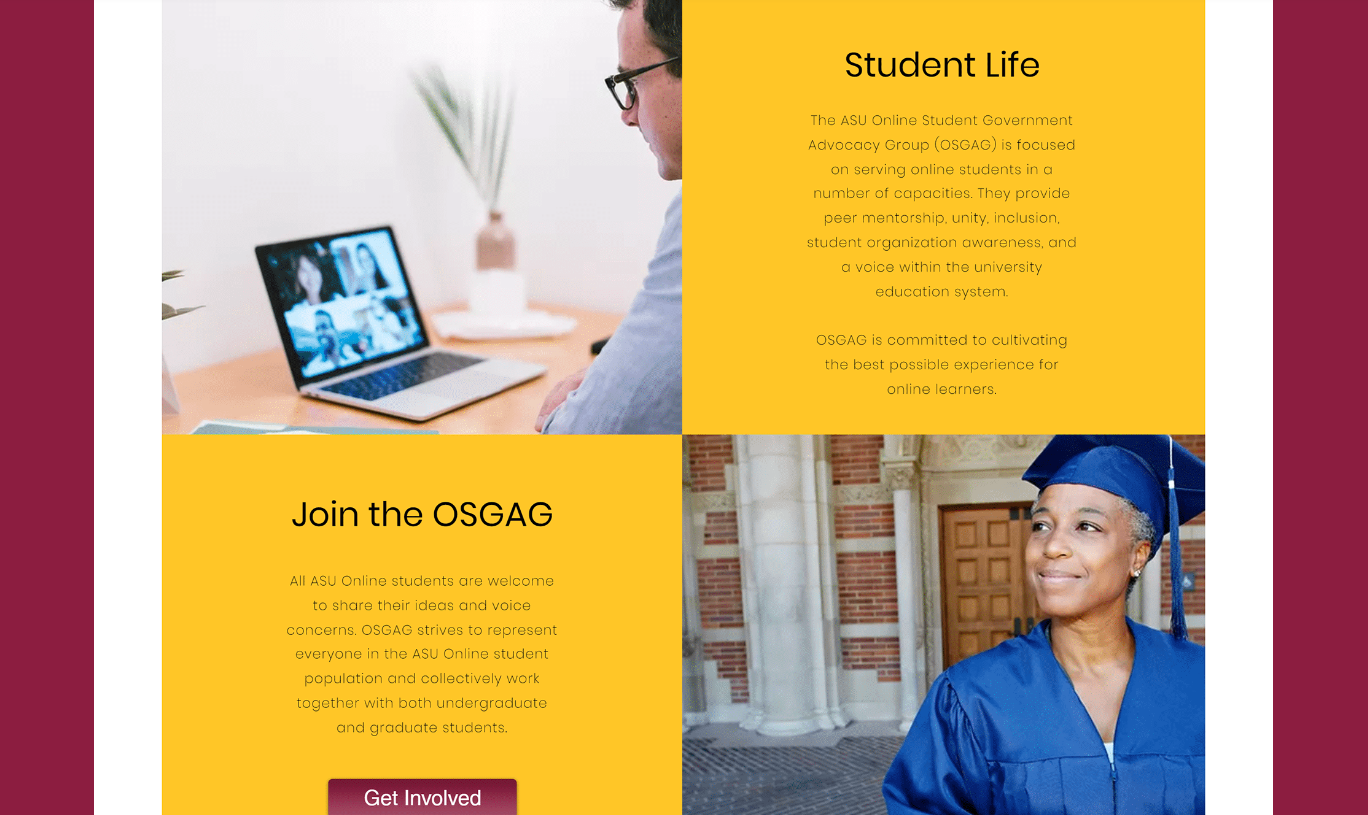 Student Life
The ASU Online Student Government
Advocacy Group (OSGAG) is focused
on serving online students in a
number of capacities. They provide
peer mentorship, unity, inclusion,
student organization awareness, and
a voice within the university
education system.
OSGAG is committed to cultivating
the best possible experience for
online learners.
Join the OSGAG
All ASU Online students are welcome
to share their ideas and voice
concerns. OSGAG strives to represent
everyone in the ASU Online student
population and collectively work
together with both undergraduate
and graduate students.
Get Involved